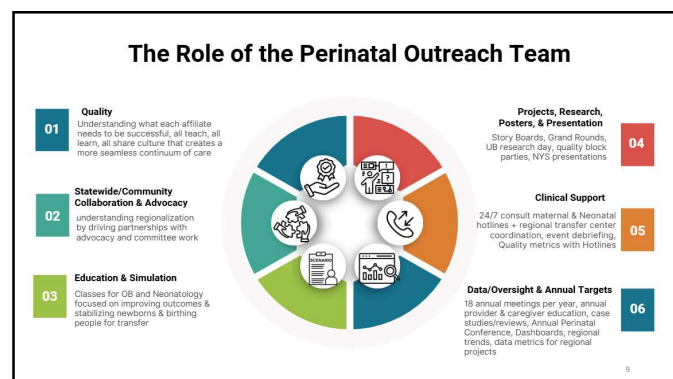 The Role of the Perinatal Outreach Team
01
Quality
Understanding what each affiliate
needs to be successful, all teach, all
learn, all share culture that creates a
more seamless continuum of care
02
Statewide/Community
Collaboration & Advocacy
understanding regionalization
by driving partnerships with
advocacy and committee work
03
Education & Simulation
Classes for OB and Neonatology
focused on improving outcomes &
stabilizing newborns & birthing
people for transfer
SCENARIO
Projects, Research,
Posters, & Presentation
Story Boards, Grand Rounds,
UB research day, quality block
parties, NYS presentations
04
Clinical Support
24/7 consult maternal & Neonatal
hotlines + regional transfer center
coordination, event debriefing,
Quality metrics with Hotlines
05
Data/Oversight & Annual Targets
18 annual meetings per year, annual
provider & caregiver education, case
studies/reviews, Annual Perinatal
Conference, Dashboards, regional
trends, data metrics for regional
projects
06
9